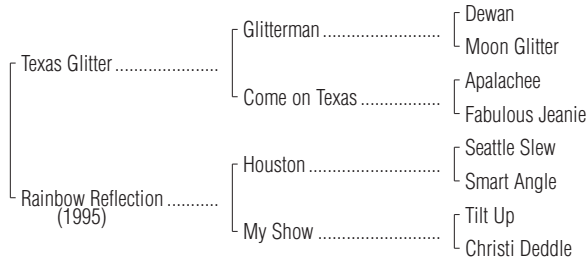 Dewan
Glitterman ..............................
Moon Glitter
Texas Glitter ..........................
Apalachee
Come on Texas ...........................
Fabulous Jeanie
Seattle Slew
Houston .................................
Smart Angle
Rainbow Reflection .............
(1995)
Tilt Up
My Show ...............................
Christi Deddle